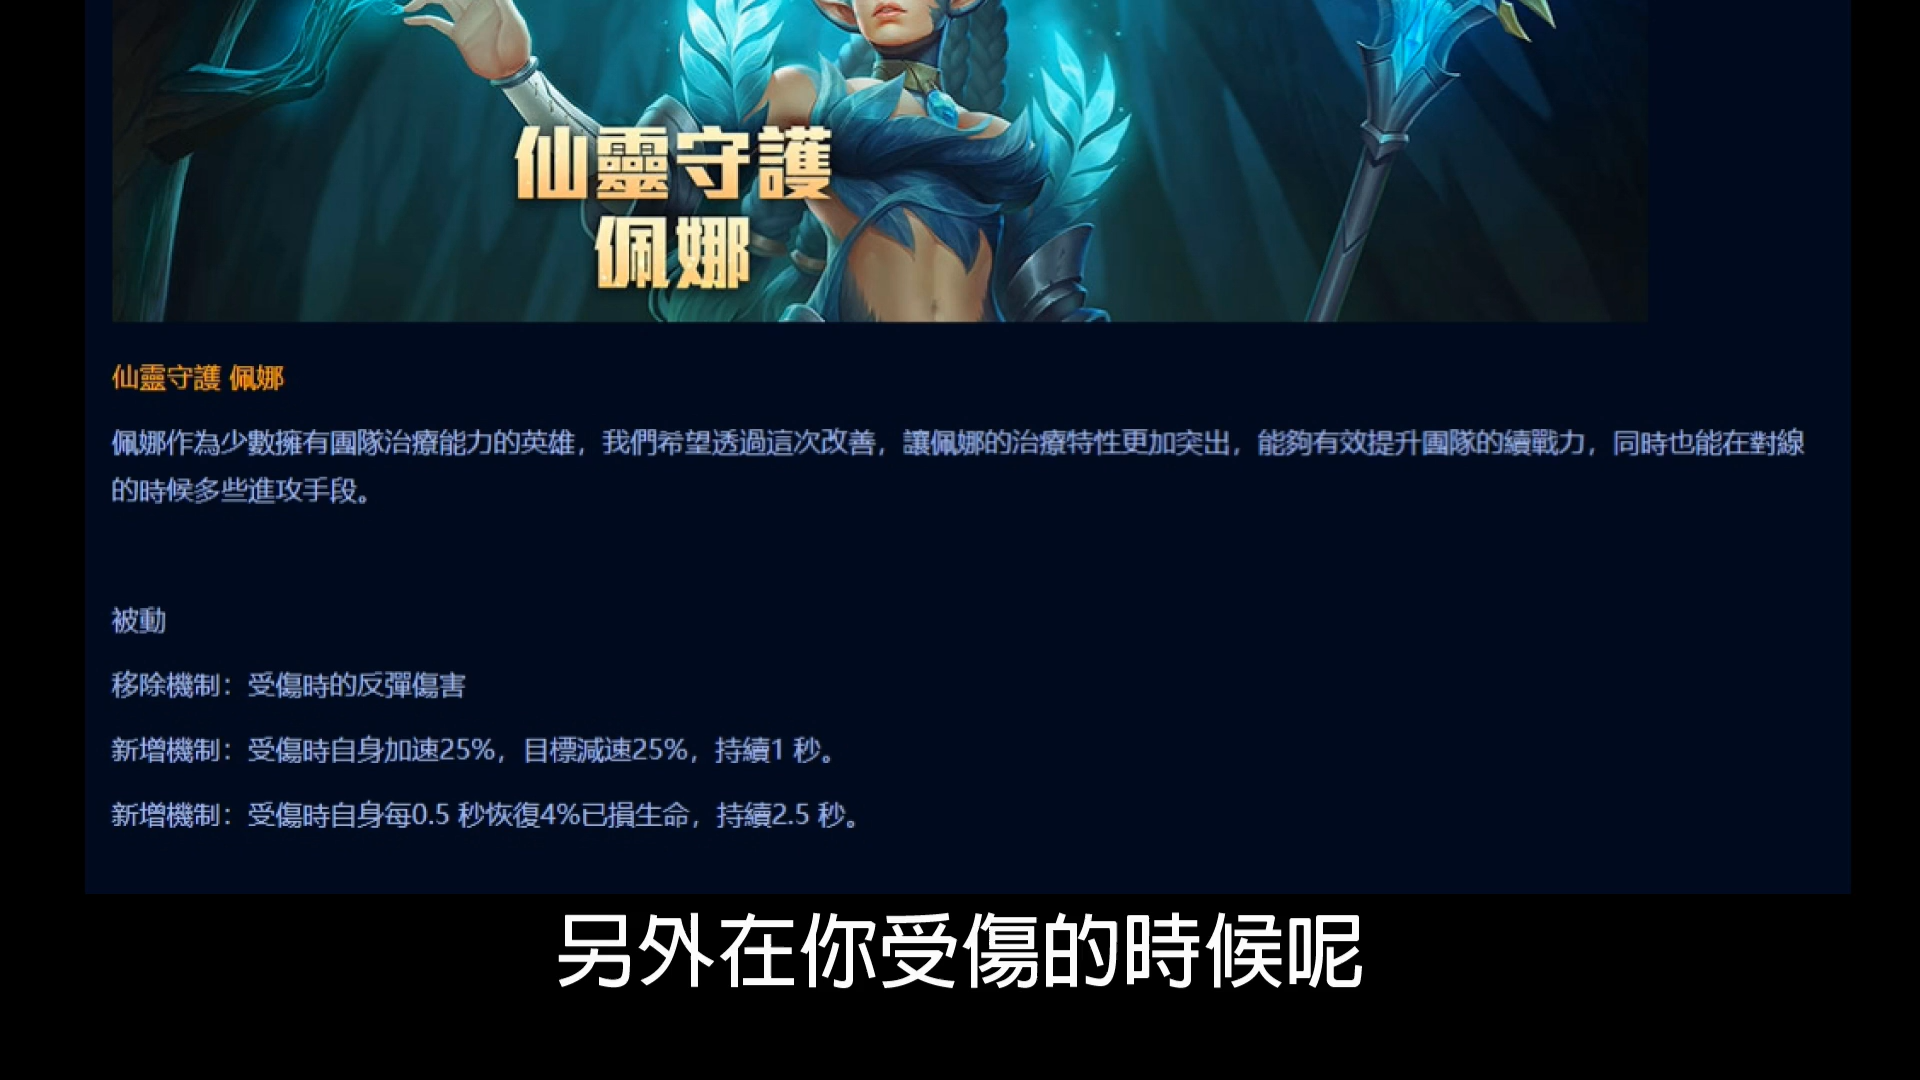 仙靈守護
佩娜
仙靈守護 佩娜
佩娜作為少數擁有團隊治療能力的英雄，我們希望透過這次改善，讓佩娜的治療特性更加突出，能夠有效提升團隊的續戰力，同時也能在對線
的時候多些進攻手段。
被動
移除機制：受傷時的反彈傷害
新增機制：受傷時自身加速25%，目標減速25%，持續1 秒。
新增機制：受傷時自身每0.5 秒恢復4%已損生命，持續2.5 秒。
另外在你受傷的時候呢